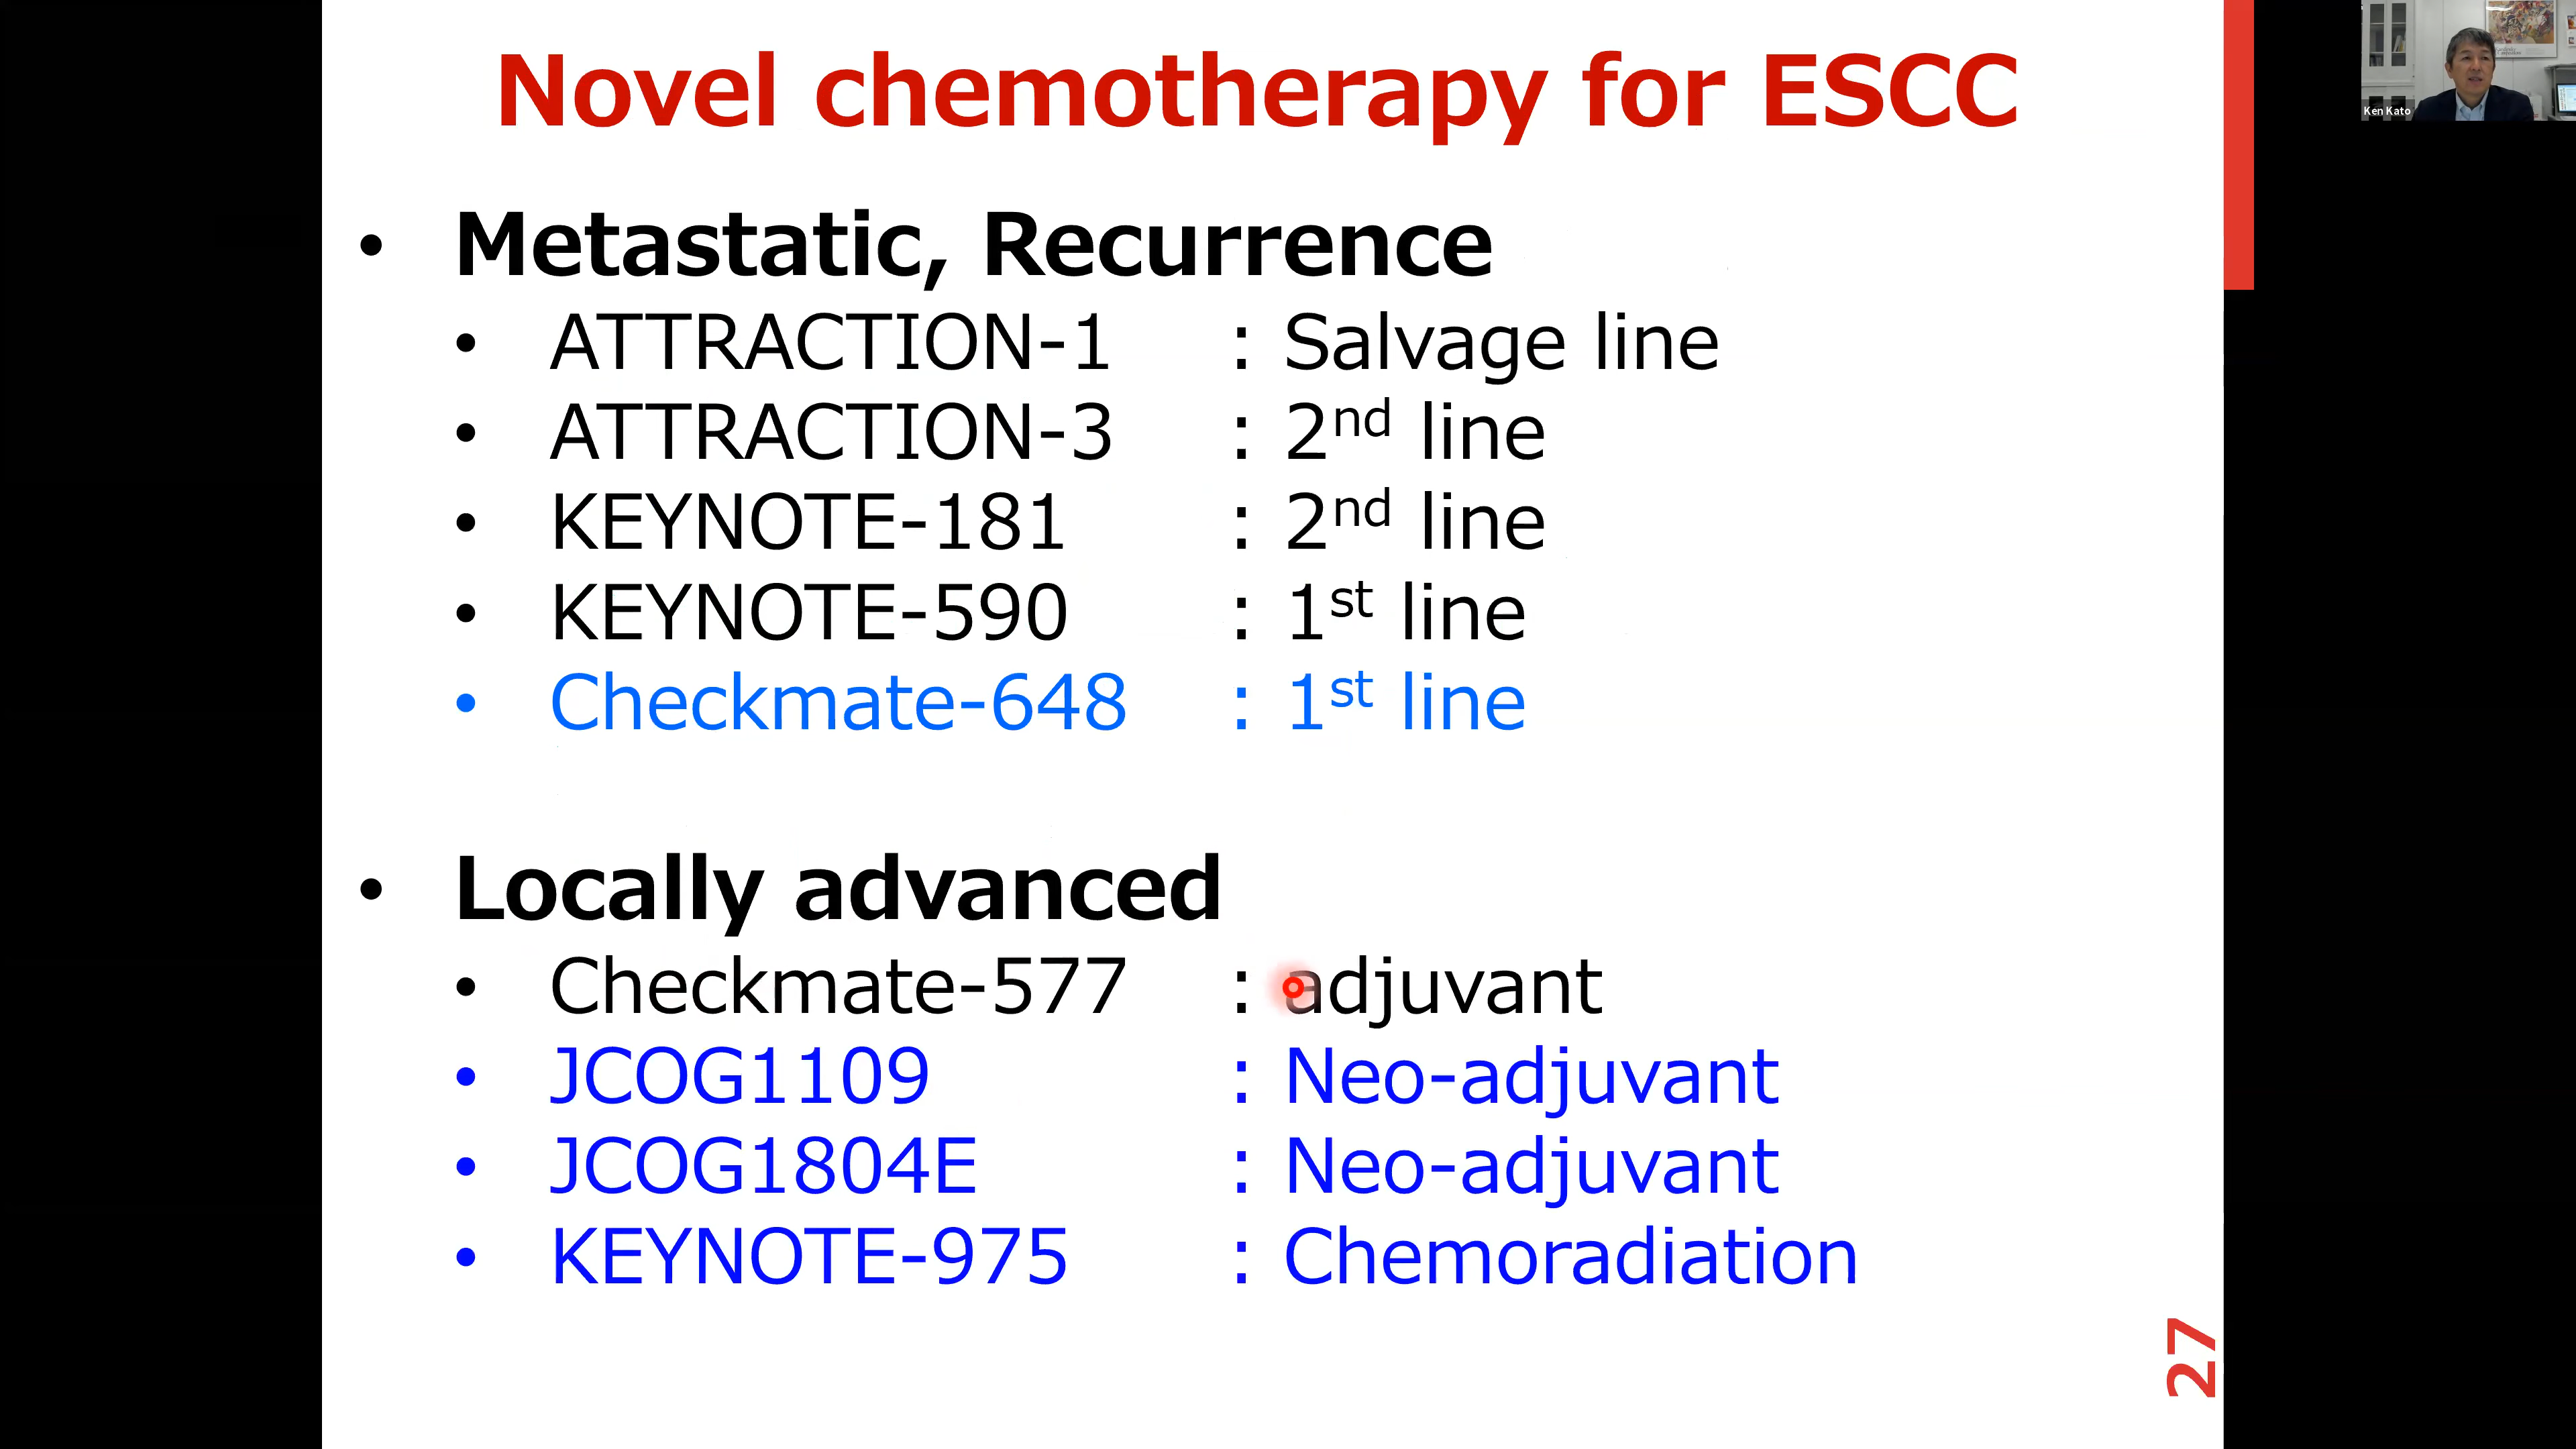 Novel chemotherapy for ESCC
Ken Kato
• Metastatic, Recurrence
• ATTRACTION-1 : Salvage line
• ATTRACTION-3 : 2nd line
• KEYNOTE-181 : 2nd line
• KEYNOTE-590 : 1st line
• Checkmate-648 : 1st line
• Locally advanced
• Checkmate-577 : adjuvant
• JCOG1109 : Neo-adjuvant
• JCOG1804E : Neo-adjuvant
• KEYNOTE-975 : Chemoradiation
27